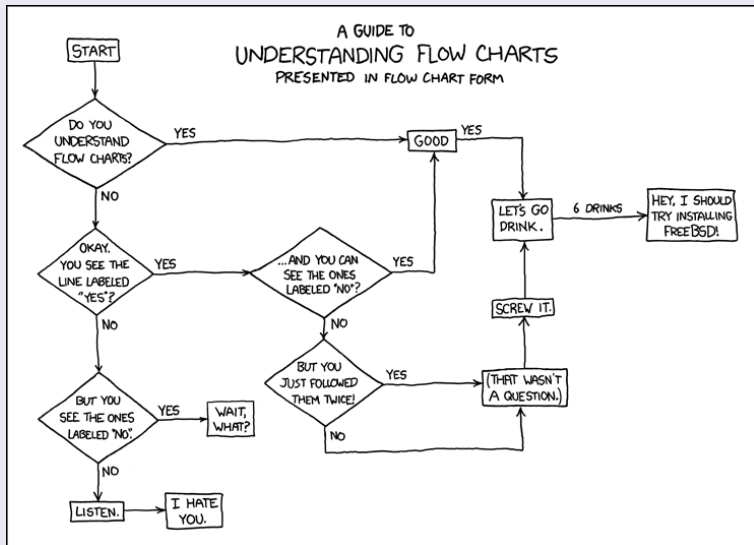 A GUIDE TO
UNDERSTANDING FLOW CHARTS
PRESENTED IN FLOW CHART FORM
START
DO YOU
UNDERSTAND
FLOW CHARTS?
YES
GOOD
YES
LET'S GO
DRINK.
6 DRINKS
HEY, I SHOULD
TRY INSTALLING
FREEBSD!
NO
OKAY.
YOU SEE THE
LINE LABELED
"YES"?
YES
...AND YOU CAN
SEE THE ONES
LABELED "NO"?
YES
NO
NO
BUT YOU
JUST FOLLOWED
THEM TWICE!
YES
(THAT WASN'T
A QUESTION.)
SCREW IT.
NO
BUT YOU
SEE THE ONES
LABELED "NO".
YES
WAIT,
WHAT?
NO
LISTEN.
I HATE
YOU.